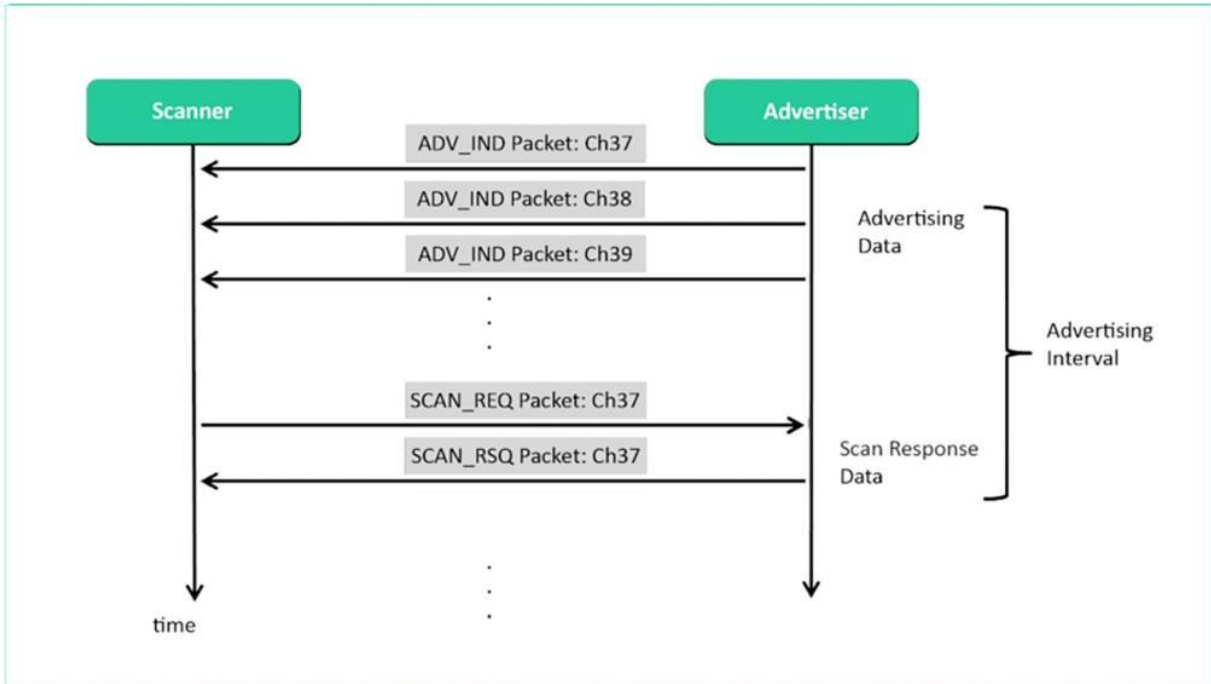 Scanner
Advertiser
ADV_IND Packet: Ch37
ADV_IND Packet: Ch38
Advertising
Data
ADV_IND Packet: Ch39
Advertising
Interval
SCAN_REQ Packet: Ch37
SCAN_RSQ Packet: Ch37
Scan Response
Data
time